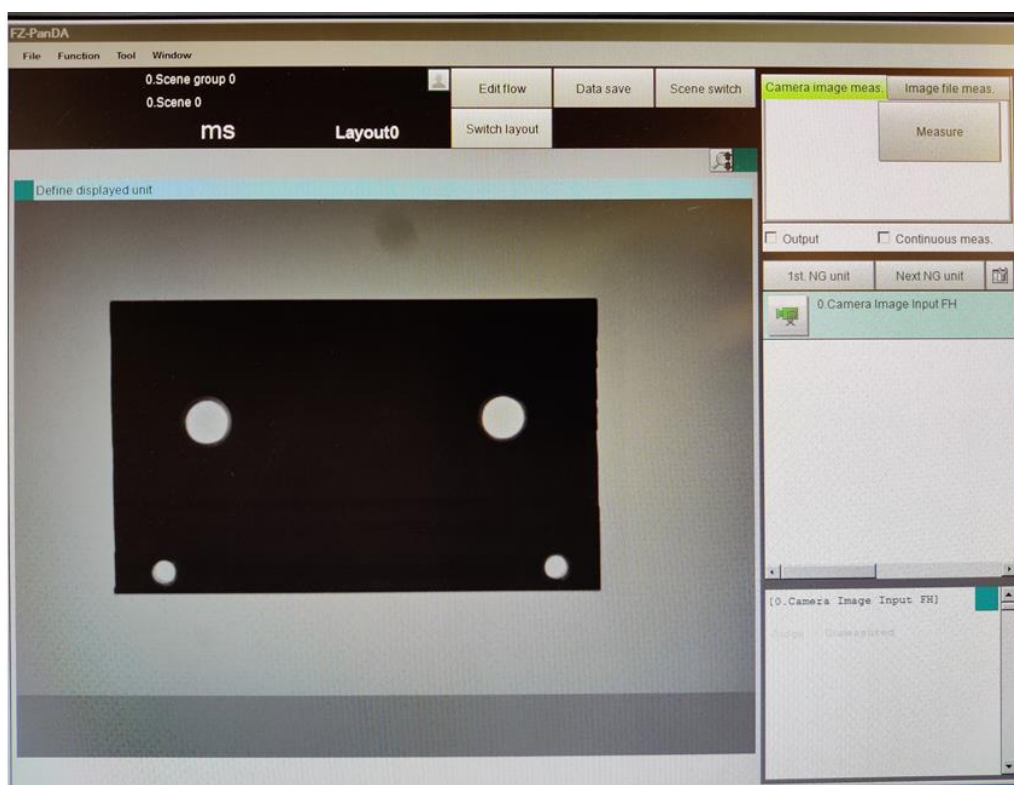 FZ-PanDA
File Function Tool Window
0.Scene group 0
0.Scene 0
ms Layout0
Edit flow Data save Scene switch
Switch layout
Camera image meas. Image file meas.
Measure
Define displayed unit
Output Continuous meas.
1st. NG unit Next NG unit
0.Camera Image Input FH
[0.Camera Image Input FH]
Judge : Unmeasured